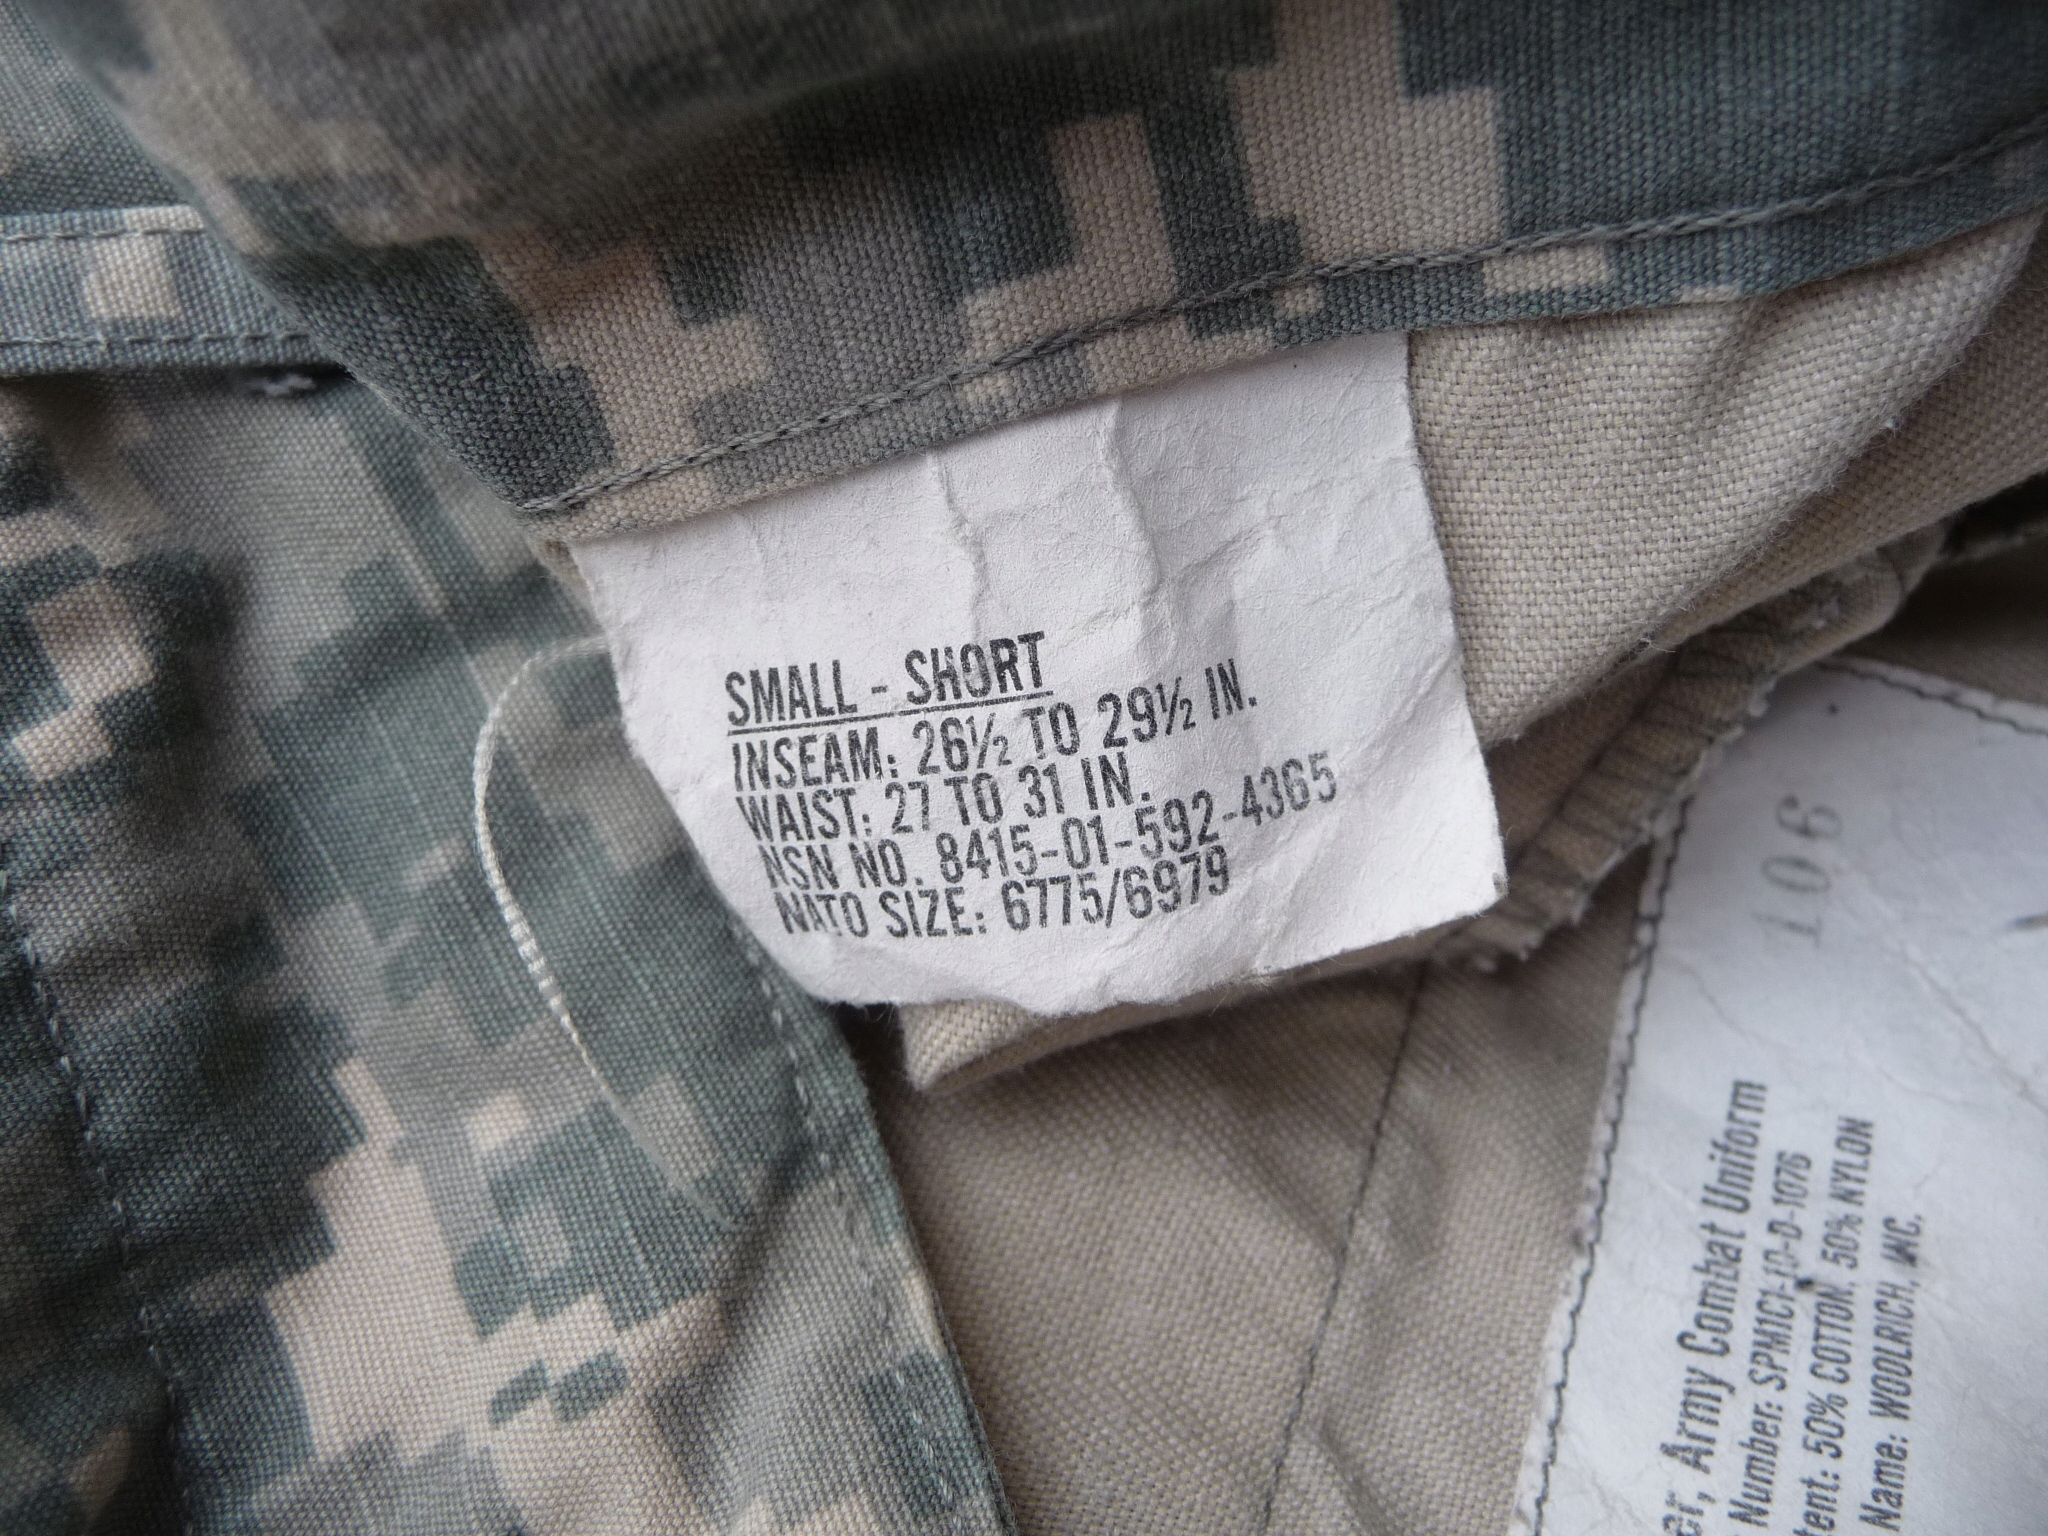 SMALL - SHORT
INSEAM: 26½ TO 29½ IN.
WAIST: 27 TO 31 IN.
NSN NO. 8415-01-592-4365
NATO SIZE: 6775/6979
106
Army Combat Uniform
Number: SPM1C1-10-D-1076
50% COTTON, 50% NYLON
Name: WOOLRICH, INC.